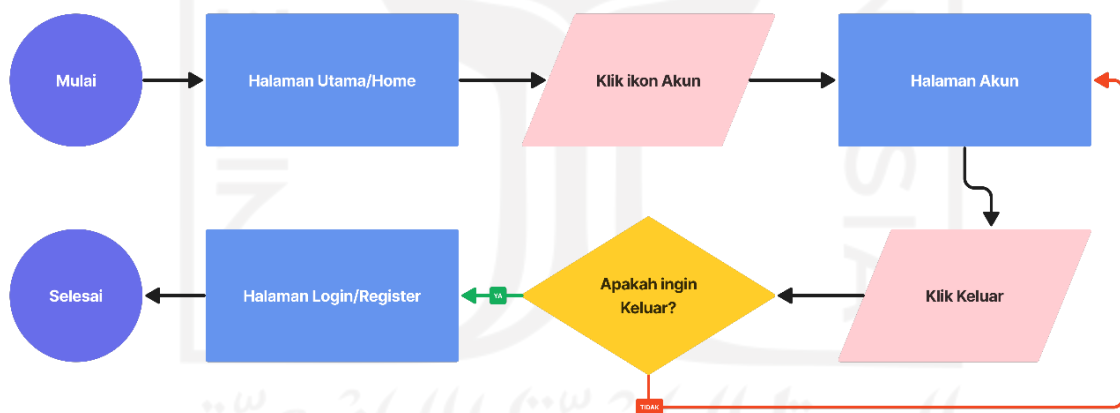 Mulai
Halaman Utama/Home
Klik ikon Akun
Halaman Akun
Selesai
Halaman Login/Register
YA
Apakah ingin
Keluar?
Klik Keluar
TIDAK